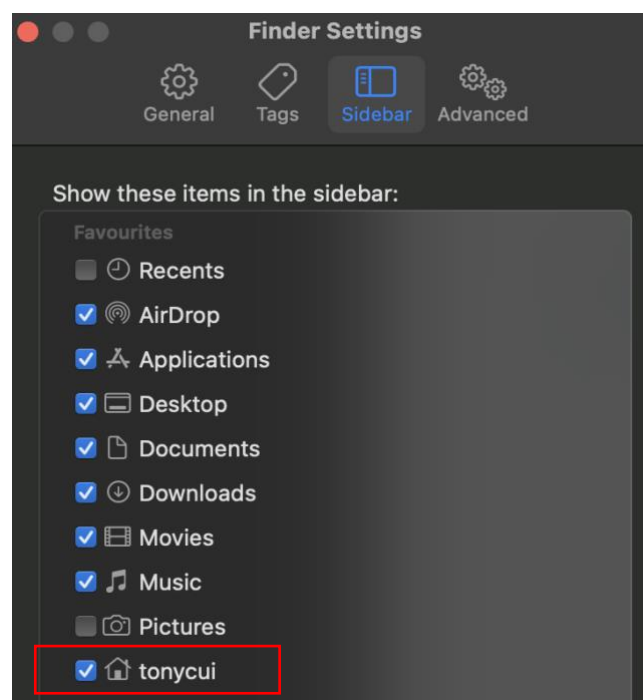 Finder Settings
General Tags Sidebar Advanced
Show these items in the sidebar:
Favourites
Recents
AirDrop
Applications
Desktop
Documents
Downloads
Movies
Music
Pictures
tonycui